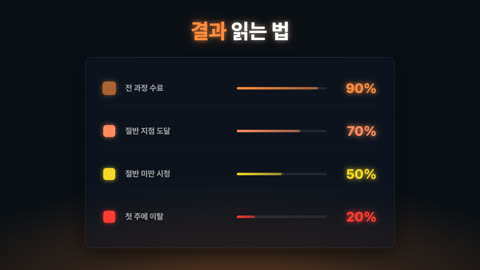 결과 읽는 법
전 과정 수료 90%
절반 지점 도달 70%
절반 미만 시청 50%
첫 주에 이탈 20%